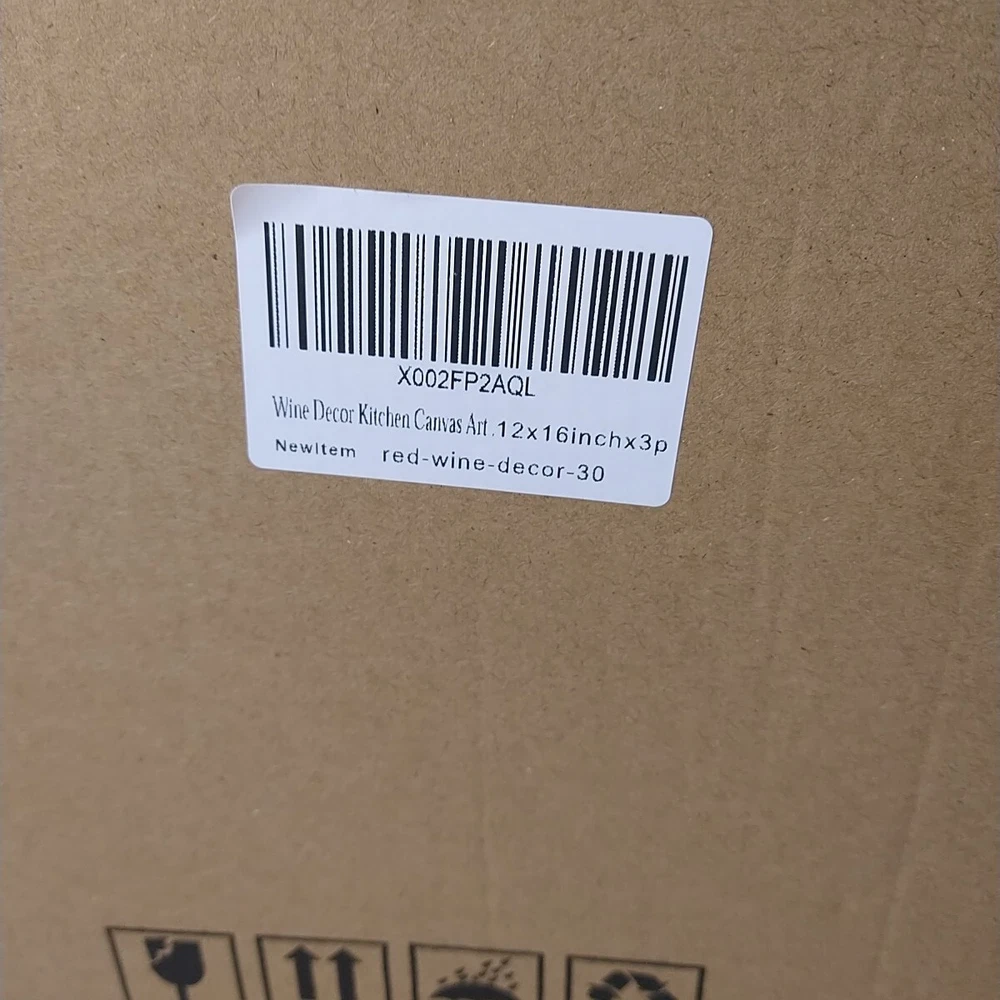 X002FP2AQL
Wine Decor Kitchen Canvas Art .12x16inchx3p
NewItem red-wine-decor-30